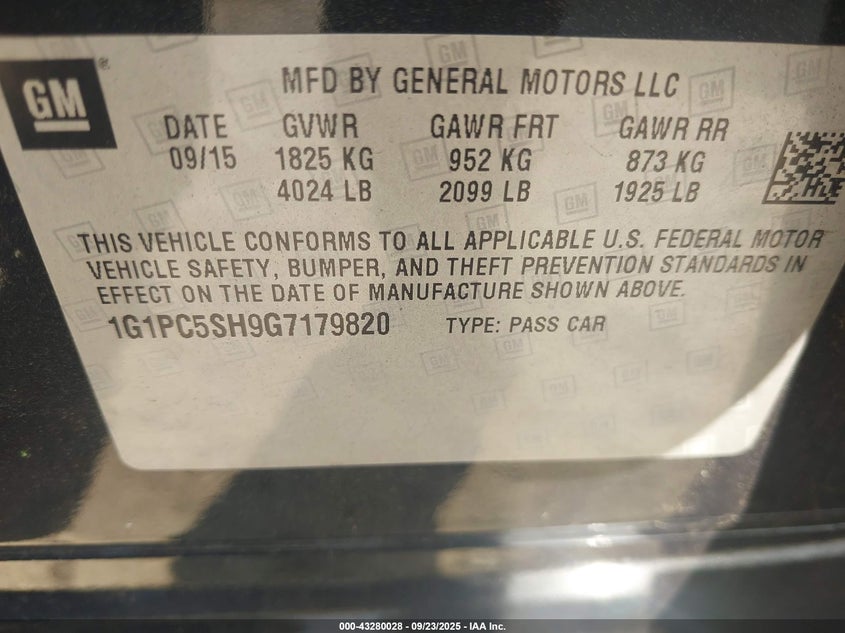 GM ®
MFD BY GENERAL MOTORS LLC
DATE GVWR GAWR FRT GAWR RR
09/15 1825 KG 952 KG 873 KG
4024 LB 2099 LB 1925 LB
THIS VEHICLE CONFORMS TO ALL APPLICABLE U.S. FEDERAL MOTOR
VEHICLE SAFETY, BUMPER, AND THEFT PREVENTION STANDARDS IN
EFFECT ON THE DATE OF MANUFACTURE SHOWN ABOVE.
1G1PC5SH9G7179820 TYPE: PASS CAR
000-43280028 - 09/23/2025 - IAA Inc.